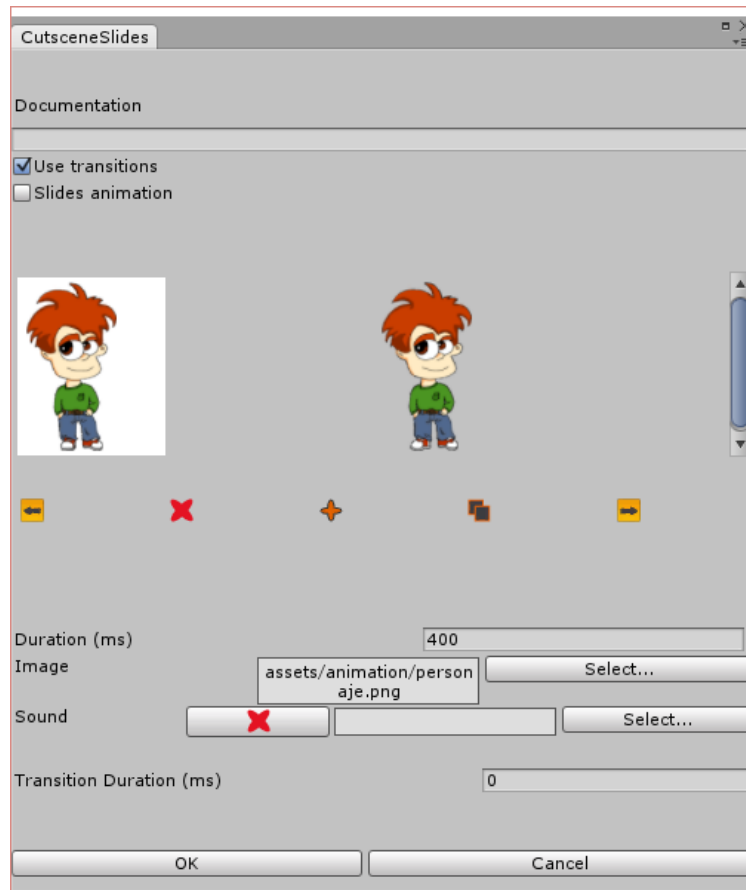 CutsceneSlides
Documentation
Use transitions
Slides animation
Duration (ms) 400
Image assets/animation/person Select...
aje.png
Sound Select...
Transition Duration (ms) 0
OK Cancel